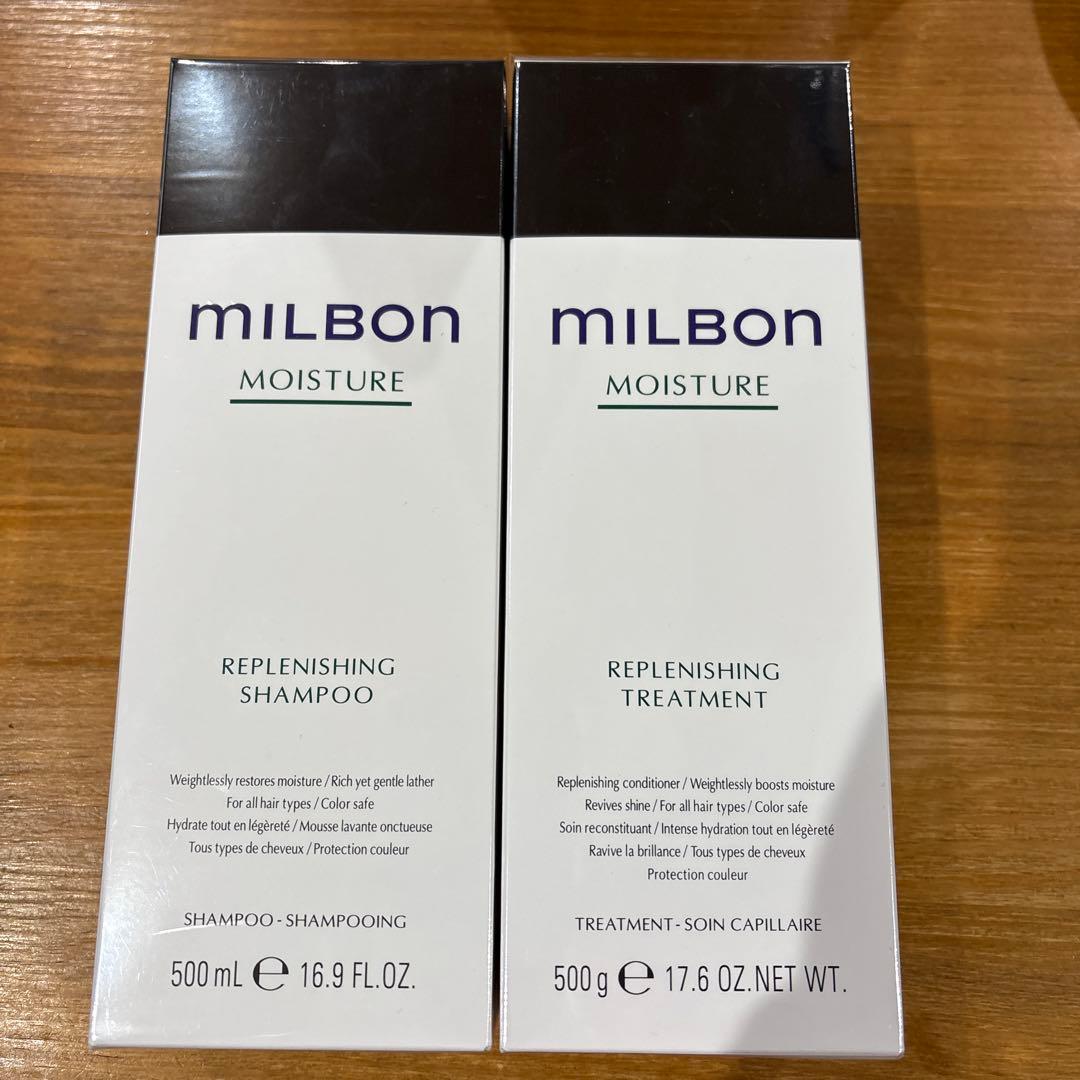 MILBON
MOISTURE
REPLENISHING
SHAMPOO
Weightlessly restores moisture / Rich yet gentle lather
For all hair types / Color safe
Hydrate tout en légèreté / Mousse lavante onctueuse
Tous types de cheveux / Protection couleur
SHAMPOO - SHAMPOOING
500 mL ℮ 16.9 FL.OZ.
MILBON
MOISTURE
REPLENISHING
TREATMENT
Replenishing conditioner / Weightlessly boosts moisture
Revives shine / For all hair types / Color safe
Soin reconstituant / Intense hydration tout en légèreté
Ravive la brillance / Tous types de cheveux
Protection couleur
TREATMENT - SOIN CAPILLAIRE
500 g ℮ 17.6 OZ.NET WT.